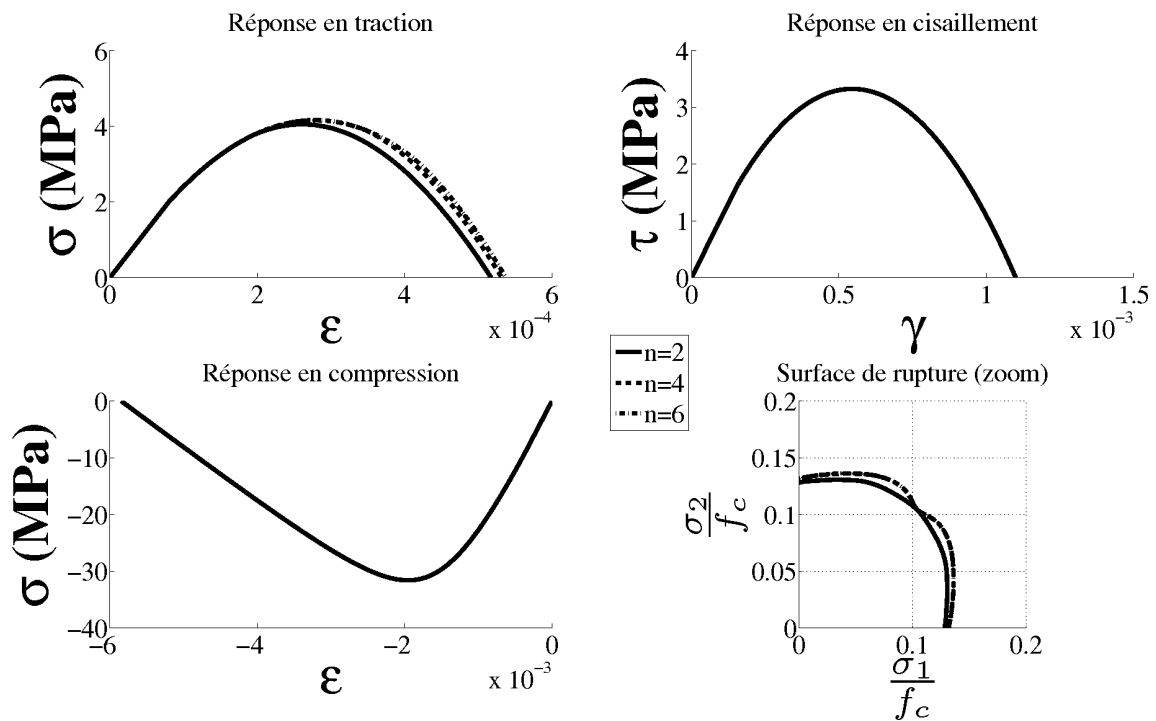 Réponse en traction
6
4
2
0
σ (MPa)
0 2 4 6
x 10⁻⁴
ε
Réponse en cisaillement
4
3
2
1
0
τ (MPa)
0 0.5 1 1.5
x 10⁻³
γ
n=2
n=4
n=6
Réponse en compression
0
−10
−20
−30
−40
σ (MPa)
−6 −4 −2 0
x 10⁻³
ε
Surface de rupture (zoom)
0.2
0.15
0.1
0.05
0
σ2
fc
0 0.1 0.2
σ1
fc